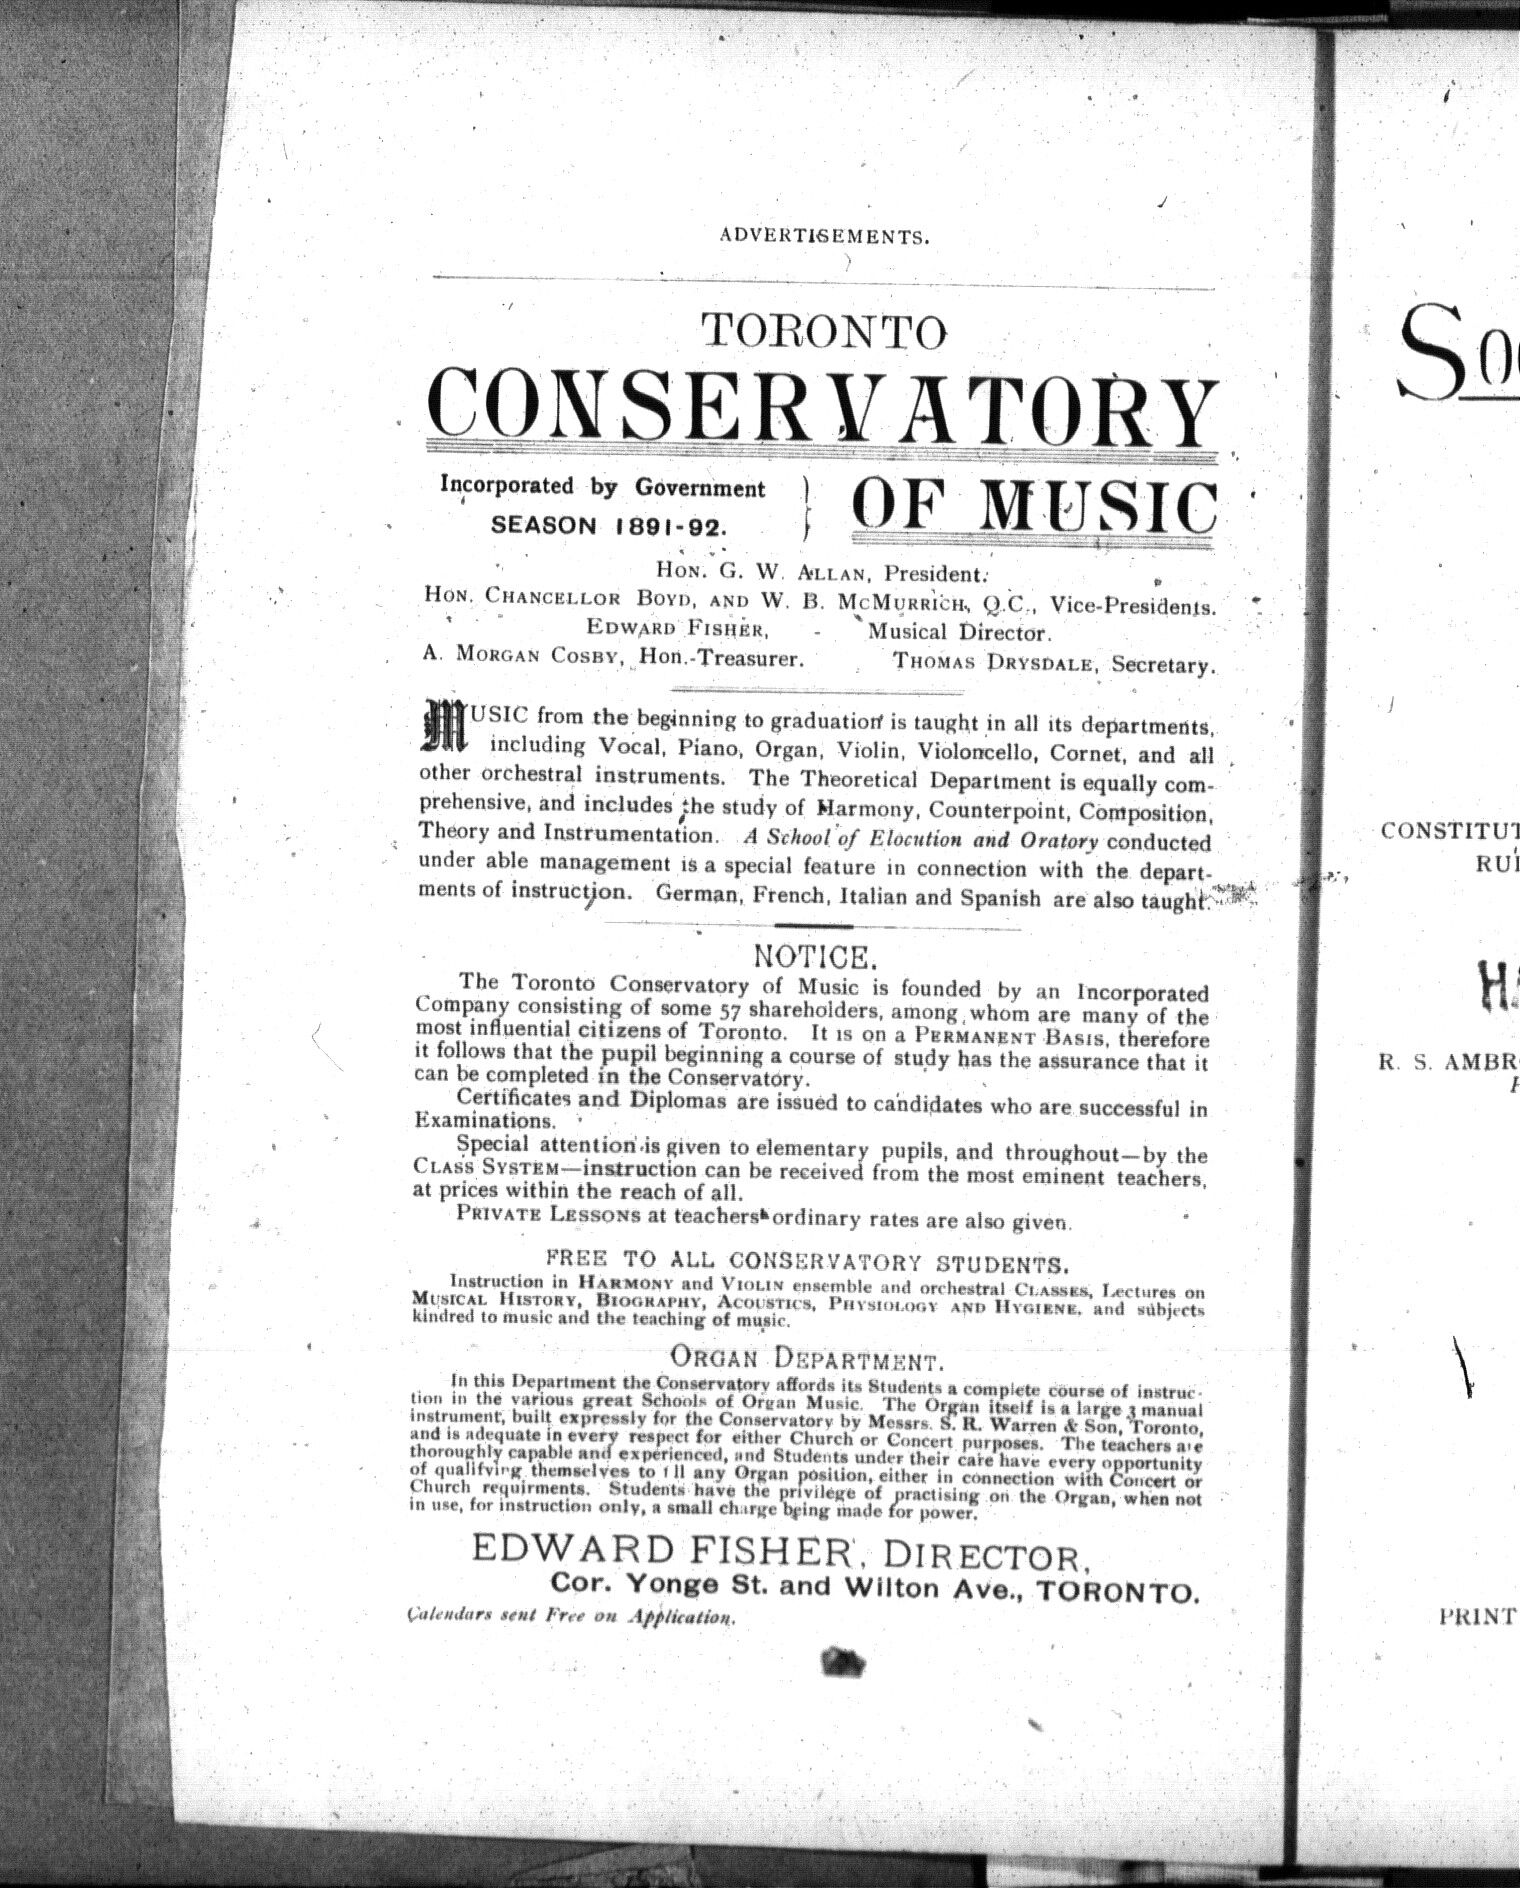 ADVERTISEMENTS.
TORONTO
CONSERVATORY
Incorporated by Government
SEASON 1891-92.
OF MUSIC
HON. G. W. ALLAN, President.
HON. CHANCELLOR BOYD, AND W. B. MCMURRICH, Q.C., Vice-Presidents.
EDWARD FISHER, - Musical Director.
A. MORGAN COSBY, Hon.-Treasurer. THOMAS DRYSDALE, Secretary.
MUSIC from the beginning to graduation is taught in all its departments,
including Vocal, Piano, Organ, Violin, Violoncello, Cornet, and all
other orchestral instruments. The Theoretical Department is equally com-
prehensive, and includes the study of Harmony, Counterpoint, Composition,
Theory and Instrumentation. A School of Elocution and Oratory conducted
under able management is a special feature in connection with the depart-
ments of instruction. German, French, Italian and Spanish are also taught.
NOTICE.
The Toronto Conservatory of Music is founded by an Incorporated
Company consisting of some 57 shareholders, among whom are many of the
most influential citizens of Toronto. It is on a PERMANENT BASIS, therefore
it follows that the pupil beginning a course of study has the assurance that it
can be completed in the Conservatory.
Certificates and Diplomas are issued to candidates who are successful in
Examinations.
Special attention is given to elementary pupils, and throughout—by the
CLASS SYSTEM—instruction can be received from the most eminent teachers,
at prices within the reach of all.
PRIVATE LESSONS at teachers' ordinary rates are also given.
FREE TO ALL CONSERVATORY STUDENTS.
Instruction in HARMONY and VIOLIN ensemble and orchestral CLASSES, Lectures on
MUSICAL HISTORY, BIOGRAPHY, ACOUSTICS, PHYSIOLOGY AND HYGIENE, and subjects
kindred to music and the teaching of music.
ORGAN DEPARTMENT.
In this Department the Conservatory affords its Students a complete course of instruc-
tion in the various great Schools of Organ Music. The Organ itself is a large 3 manual
instrument, built expressly for the Conservatory by Messrs. S. R. Warren & Son, Toronto,
and is adequate in every respect for either Church or Concert purposes. The teachers are
thoroughly capable and experienced, and Students under their care have every opportunity
of qualifying themselves to fill any Organ position, either in connection with Concert or
Church requirments. Students have the privilege of practising on the Organ, when not
in use, for instruction only, a small charge being made for power.
EDWARD FISHER, DIRECTOR,
Cor. Yonge St. and Wilton Ave., TORONTO.
Calendars sent Free on Application.
CONSTITUT
RUL
R. S. AMBR
PRINT